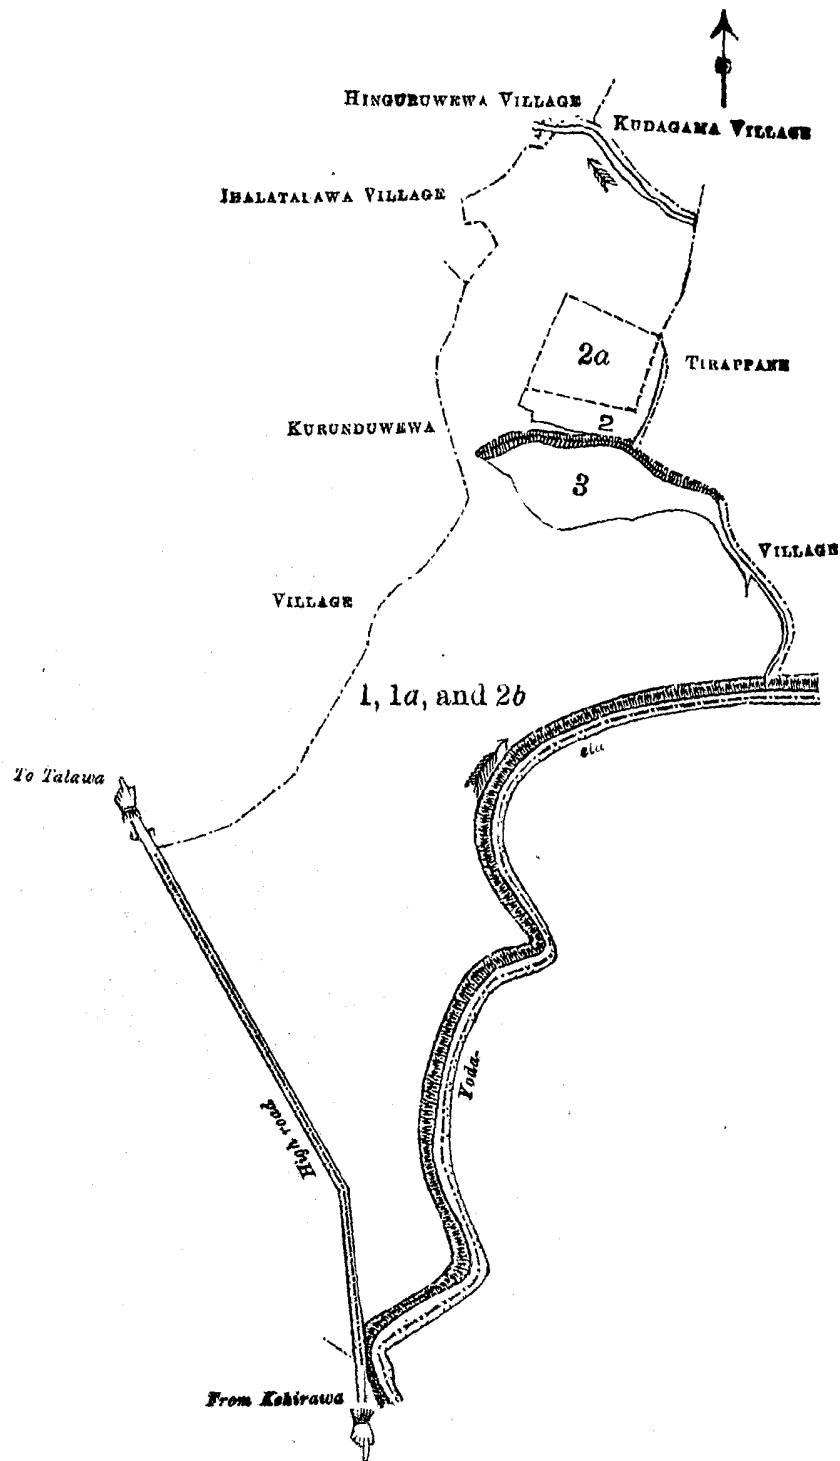 HINGURUWEWA VILLAGE
KUDAGAMA VILLAGE
IHALATALAWA VILLAGE
2a
TIRAPPANE
2
KURUNDUWEWA
3
VILLAGE
VILLAGE
1, 1a, and 2b
ela
To Talawa
Yoda-
High road
From Kekirawa